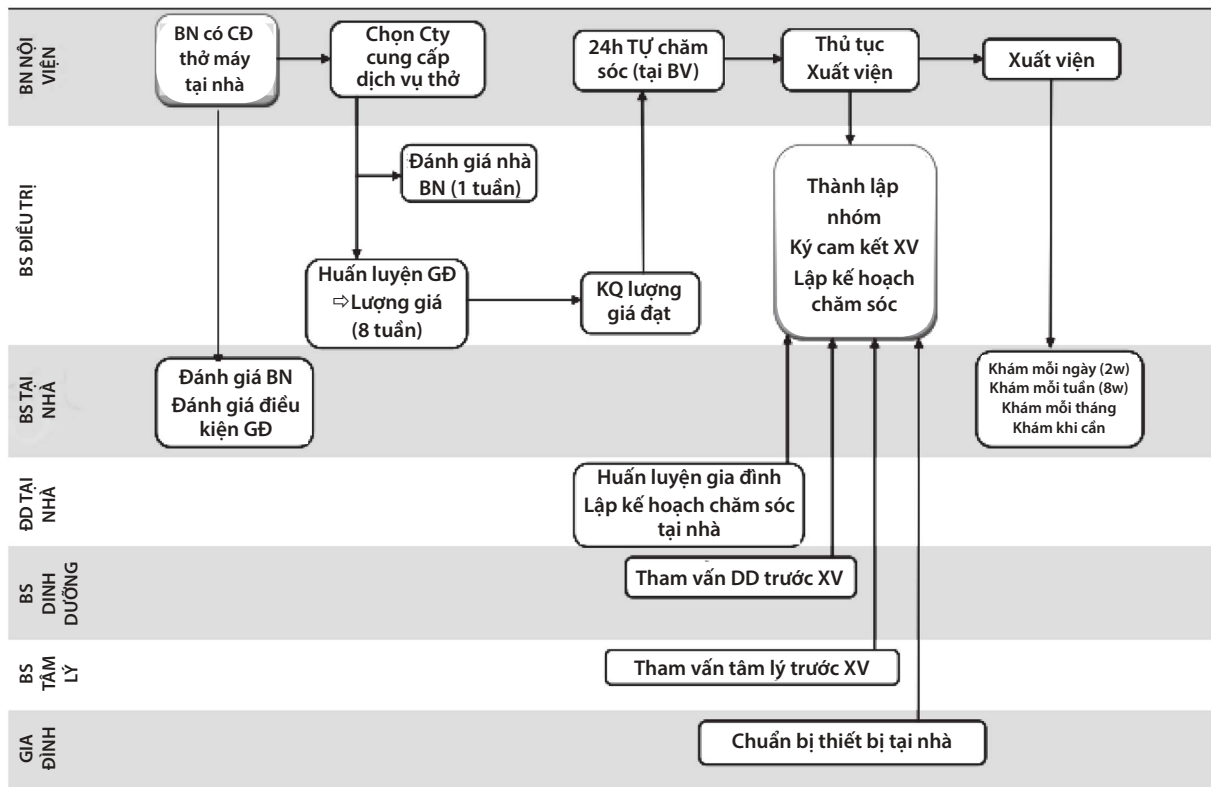 BN NỘI
VIỆN
BN có CĐ
thở máy
tại nhà
Chọn Cty
cung cấp
dịch vụ thở
24h TỰ chăm
sóc (tại BV)
Thủ tục
Xuất viện
Xuất viện
BS ĐIỀU TRỊ
Đánh giá nhà
BN (1 tuần)
Huấn luyện GĐ
⇨Lượng giá
(8 tuần)
KQ lượng
giá đạt
Thành lập
nhóm
Ký cam kết XV
Lập kế hoạch
chăm sóc
BS TẠI
NHÀ
Đánh giá BN
Đánh giá điều
kiện GĐ
Khám mỗi ngày (2w)
Khám mỗi tuần (8w)
Khám mỗi tháng
Khám khi cần
ĐD TẠI
NHÀ
Huấn luyện gia đình
Lập kế hoạch chăm sóc
tại nhà
BS
DINH
DƯỠNG
Tham vấn DD trước XV
BS
TÂM
LÝ
Tham vấn tâm lý trước XV
GIA
ĐÌNH
Chuẩn bị thiết bị tại nhà